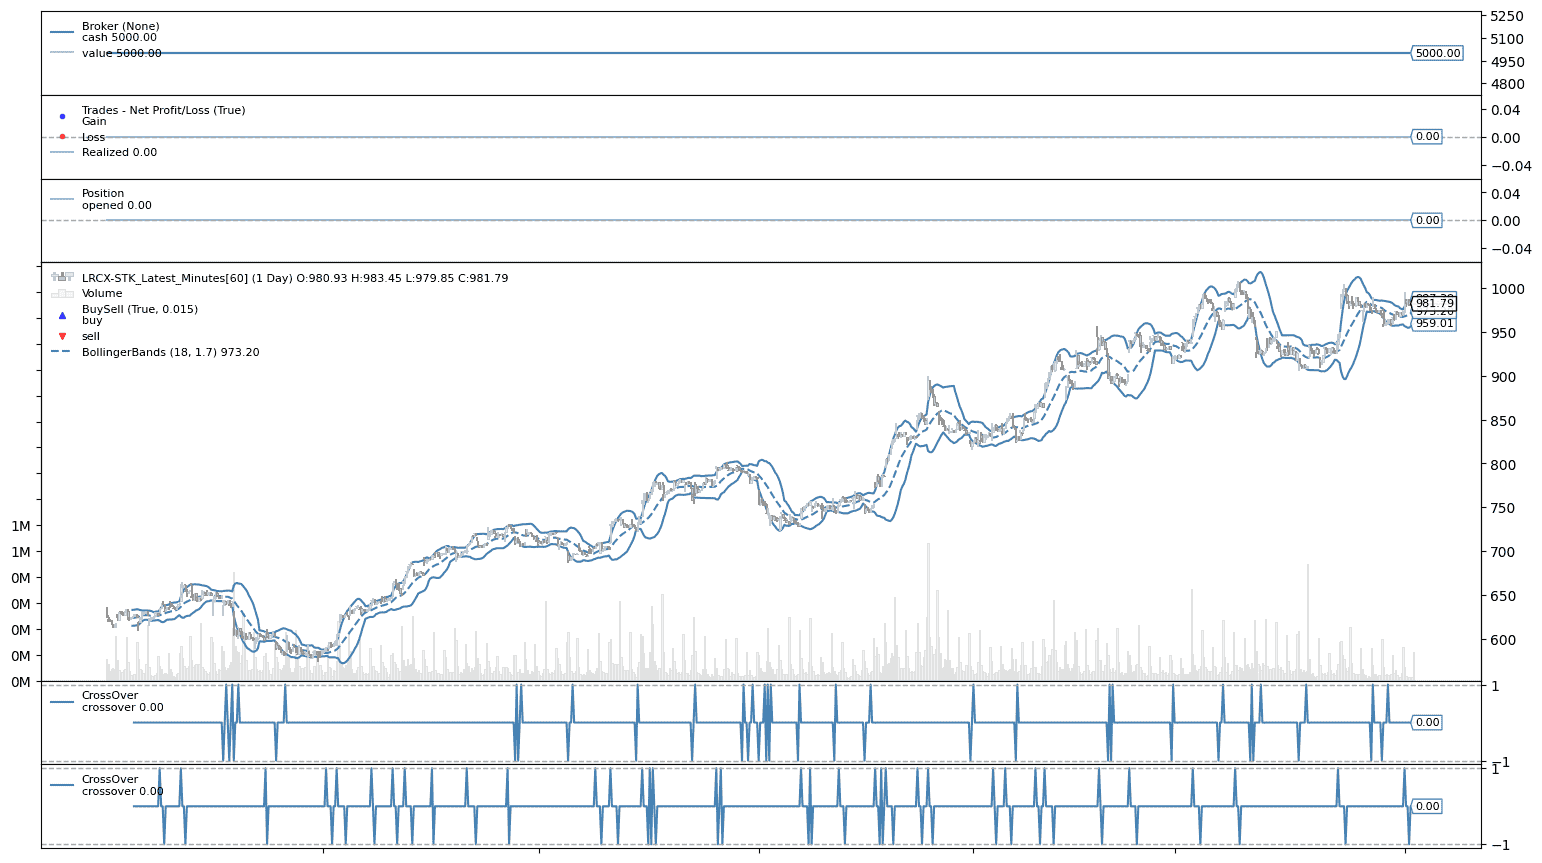 Broker (None)
cash 5000.00
value 5000.00
5000.00
5250
5100
4950
4800
Trades - Net Profit/Loss (True)
Gain
Loss
Realized 0.00
0.00
0.04
0.00
−0.04
Position
opened 0.00
0.00
0.04
0.00
−0.04
LRCX-STK_Latest_Minutes[60] (1 Day) O:980.93 H:983.45 L:979.85 C:981.79
Volume
BuySell (True, 0.015)
buy
sell
BollingerBands (18, 1.7) 973.20
981.79
959.01
1000
950
900
850
800
750
700
650
600
1M
1M
0M
0M
0M
0M
0M
CrossOver
crossover 0.00
0.00
1
−1
CrossOver
crossover 0.00
0.00
1
−1